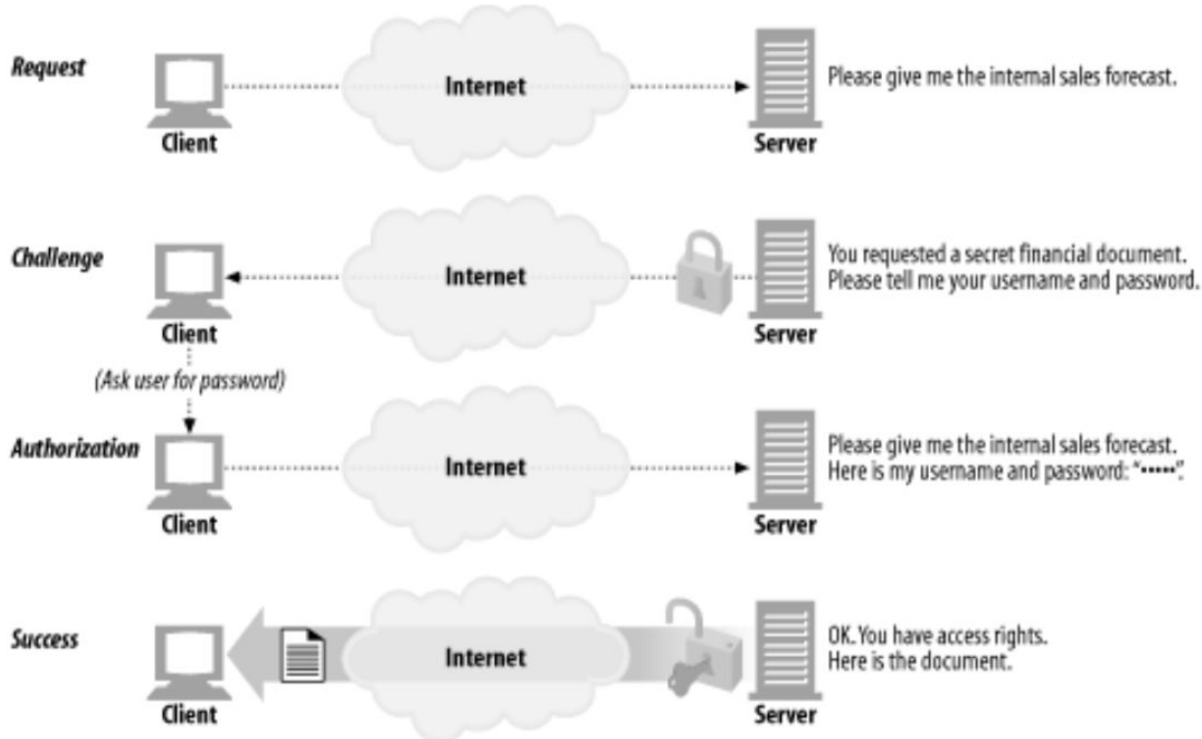 Request
Internet
Please give me the internal sales forecast.
Client
Server
Challenge
Internet
You requested a secret financial document.
Please tell me your username and password.
Client
Server
(Ask user for password)
Authorization
Internet
Please give me the internal sales forecast.
Here is my username and password: "•••••".
Client
Server
Success
Internet
OK. You have access rights.
Here is the document.
Client
Server